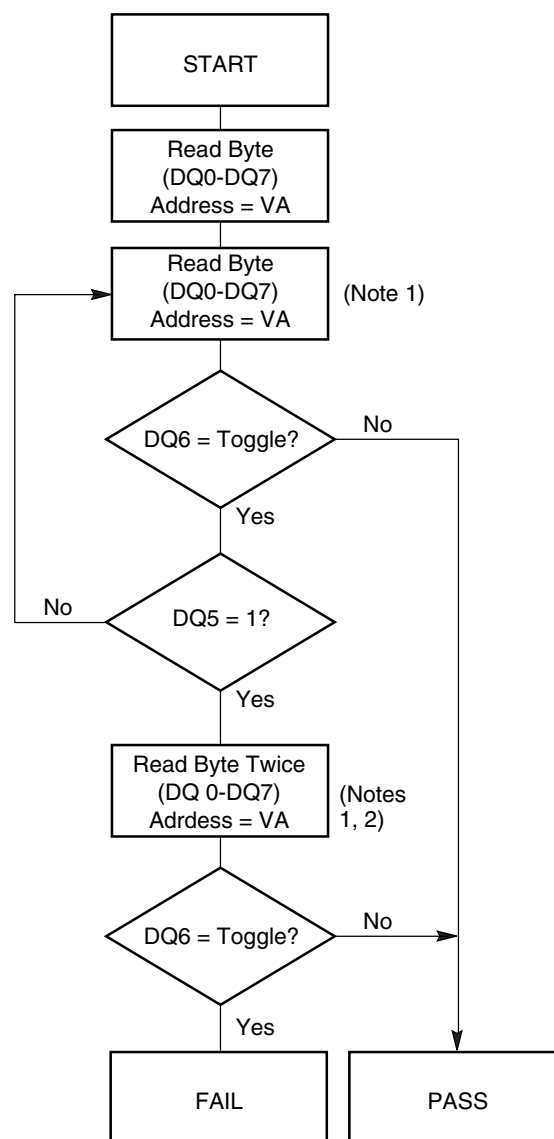 START
Read Byte
(DQ0-DQ7)
Address = VA
Read Byte
(DQ0-DQ7)
Address = VA
(Note 1)
DQ6 = Toggle?
No
Yes
No
DQ5 = 1?
Yes
Read Byte Twice
(DQ 0-DQ7)
Adrdess = VA
(Notes
1, 2)
DQ6 = Toggle?
No
Yes
FAIL
PASS